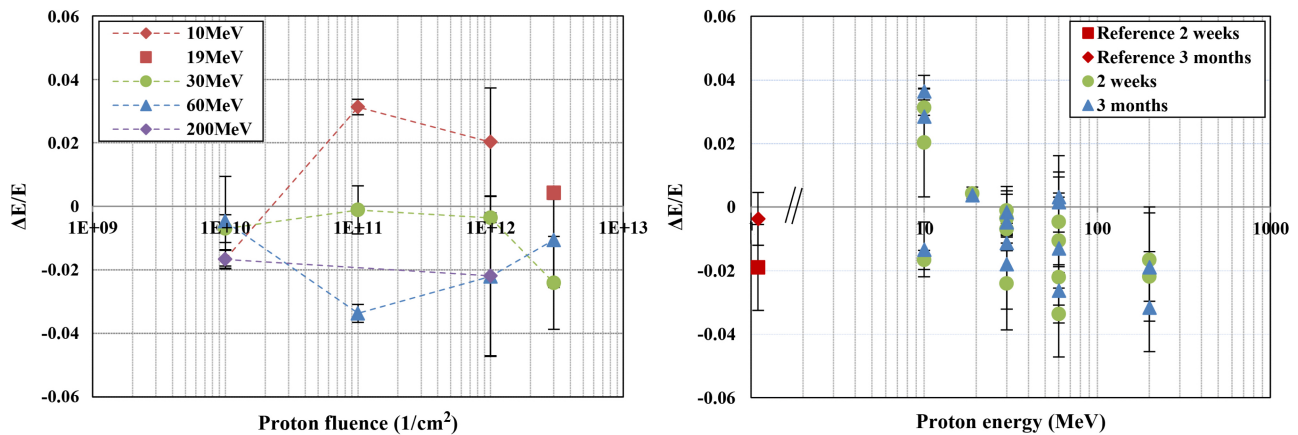 0.06
0.04
0.02
0
-0.02
-0.04
-0.06
ΔE/E
10MeV
19MeV
30MeV
60MeV
200MeV
1E+09
1E+10
1E+11
1E+12
1E+13
Proton fluence (1/cm²)
0.06
0.04
0.02
0
-0.02
-0.04
-0.06
ΔE/E
Reference 2 weeks
Reference 3 months
2 weeks
3 months
10
100
1000
Proton energy (MeV)